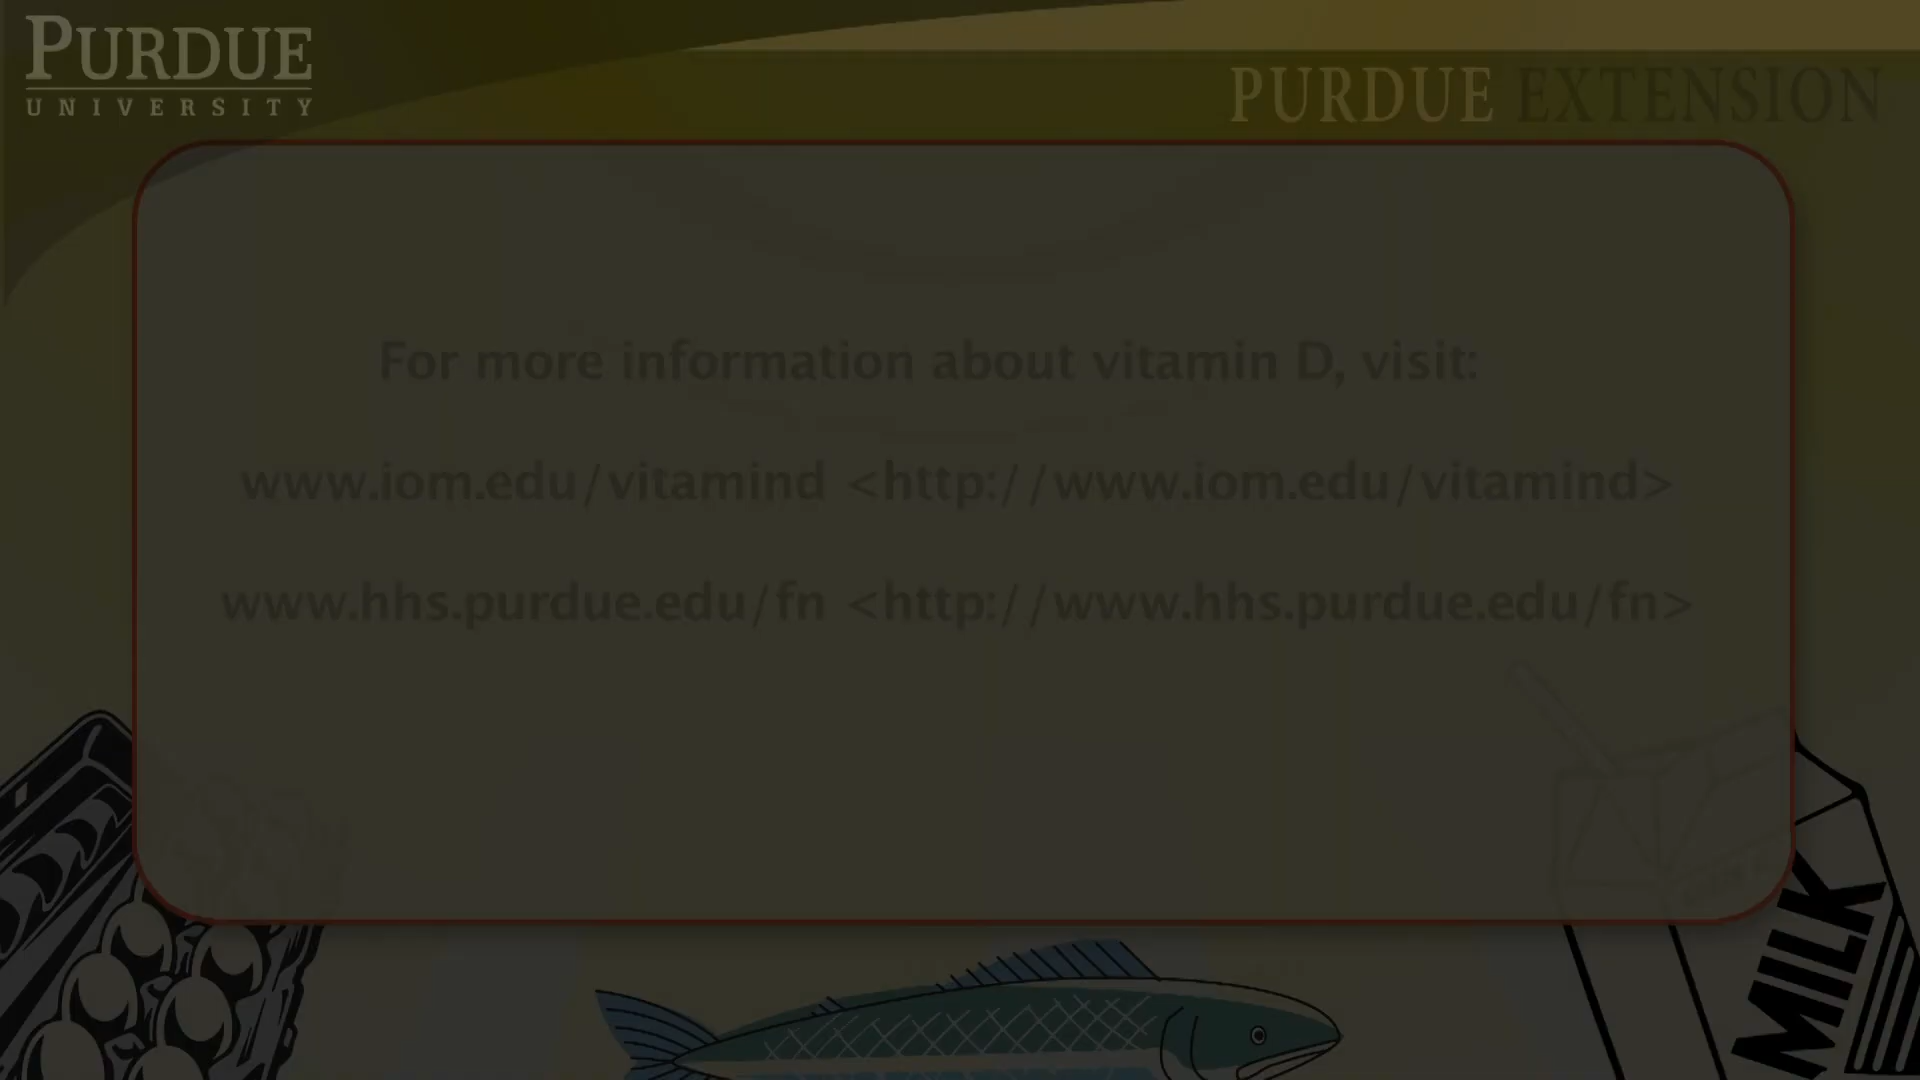 PURDUE
UNIVERSITY
PURDUE EXTENSION
For more information about vitamin D, visit:
www.iom.edu/vitamind <http://www.iom.edu/vitamind>
www.hhs.purdue.edu/fn <http://www.hhs.purdue.edu/fn>
MILK